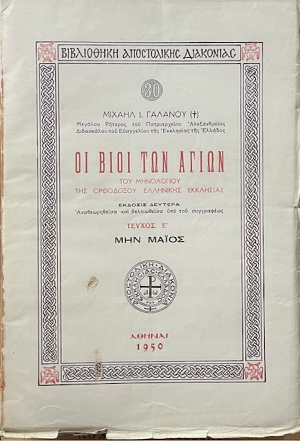 ΒΙΒΛΙΟΘΗΚΗ ΑΠΟΣΤΟΛΙΚΗΣ ΔΙΑΚΟΝΙΑΣ
30
ΜΙΧΑΗΛ Ι. ΓΑΛΑΝΟΥ (†)
Μεγάλου Ρήτορος τοῦ Πατριαρχείου Ἀλεξανδρείας
Διδασκάλου τοῦ Εὐαγγελίου τῆς Ἐκκλησίας τῆς Ἑλλάδος
ΟΙ ΒΙΟΙ ΤΩΝ ΑΓΙΩΝ
ΤΟΥ ΜΗΝΟΛΟΓΙΟΥ
ΤΗΣ ΟΡΘΟΔΟΞΟΥ ΕΛΛΗΝΙΚΗΣ ΕΚΚΛΗΣΙΑΣ
ΕΚΔΟΣΙΣ ΔΕΥΤΕΡΑ
Ἀναθεωρηθεῖσα καὶ βελτιωθεῖσα ὑπὸ τοῦ συγγραφέως
ΤΕΥΧΟΣ Ε΄
ΜΗΝ ΜΑΪΟΣ
ΑΘΗΝΑΙ
1950